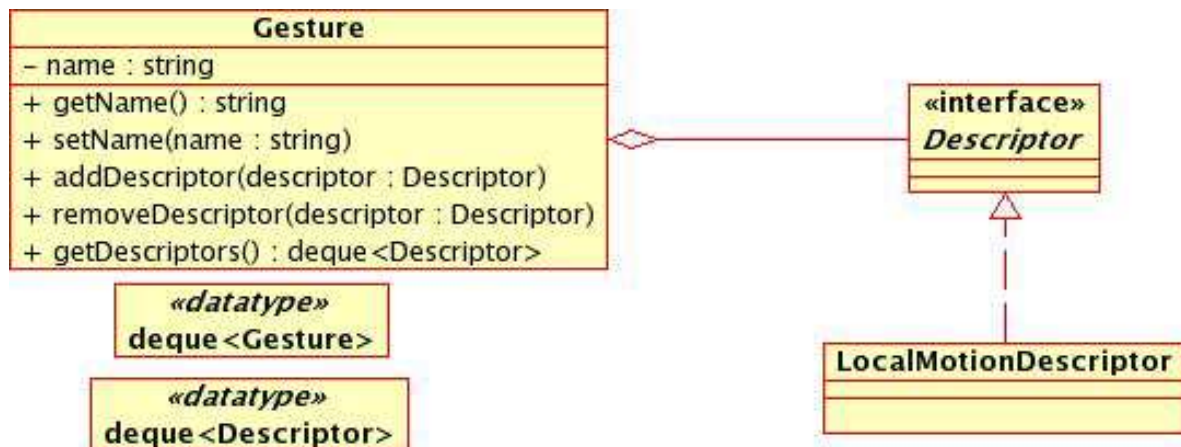 Gesture
- name : string
+ getName() : string
+ setName(name : string)
+ addDescriptor(descriptor : Descriptor)
+ removeDescriptor(descriptor : Descriptor)
+ getDescriptors() : deque<Descriptor>
«interface»
Descriptor
«datatype»
deque<Gesture>
LocalMotionDescriptor
«datatype»
deque<Descriptor>